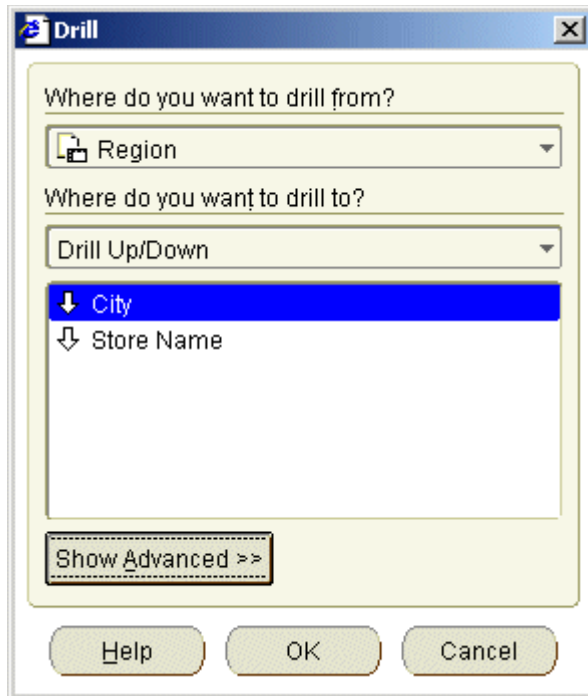 Drill
Where do you want to drill from?
Region
Where do you want to drill to?
Drill Up/Down
City
Store Name
Show Advanced >>
Help
OK
Cancel